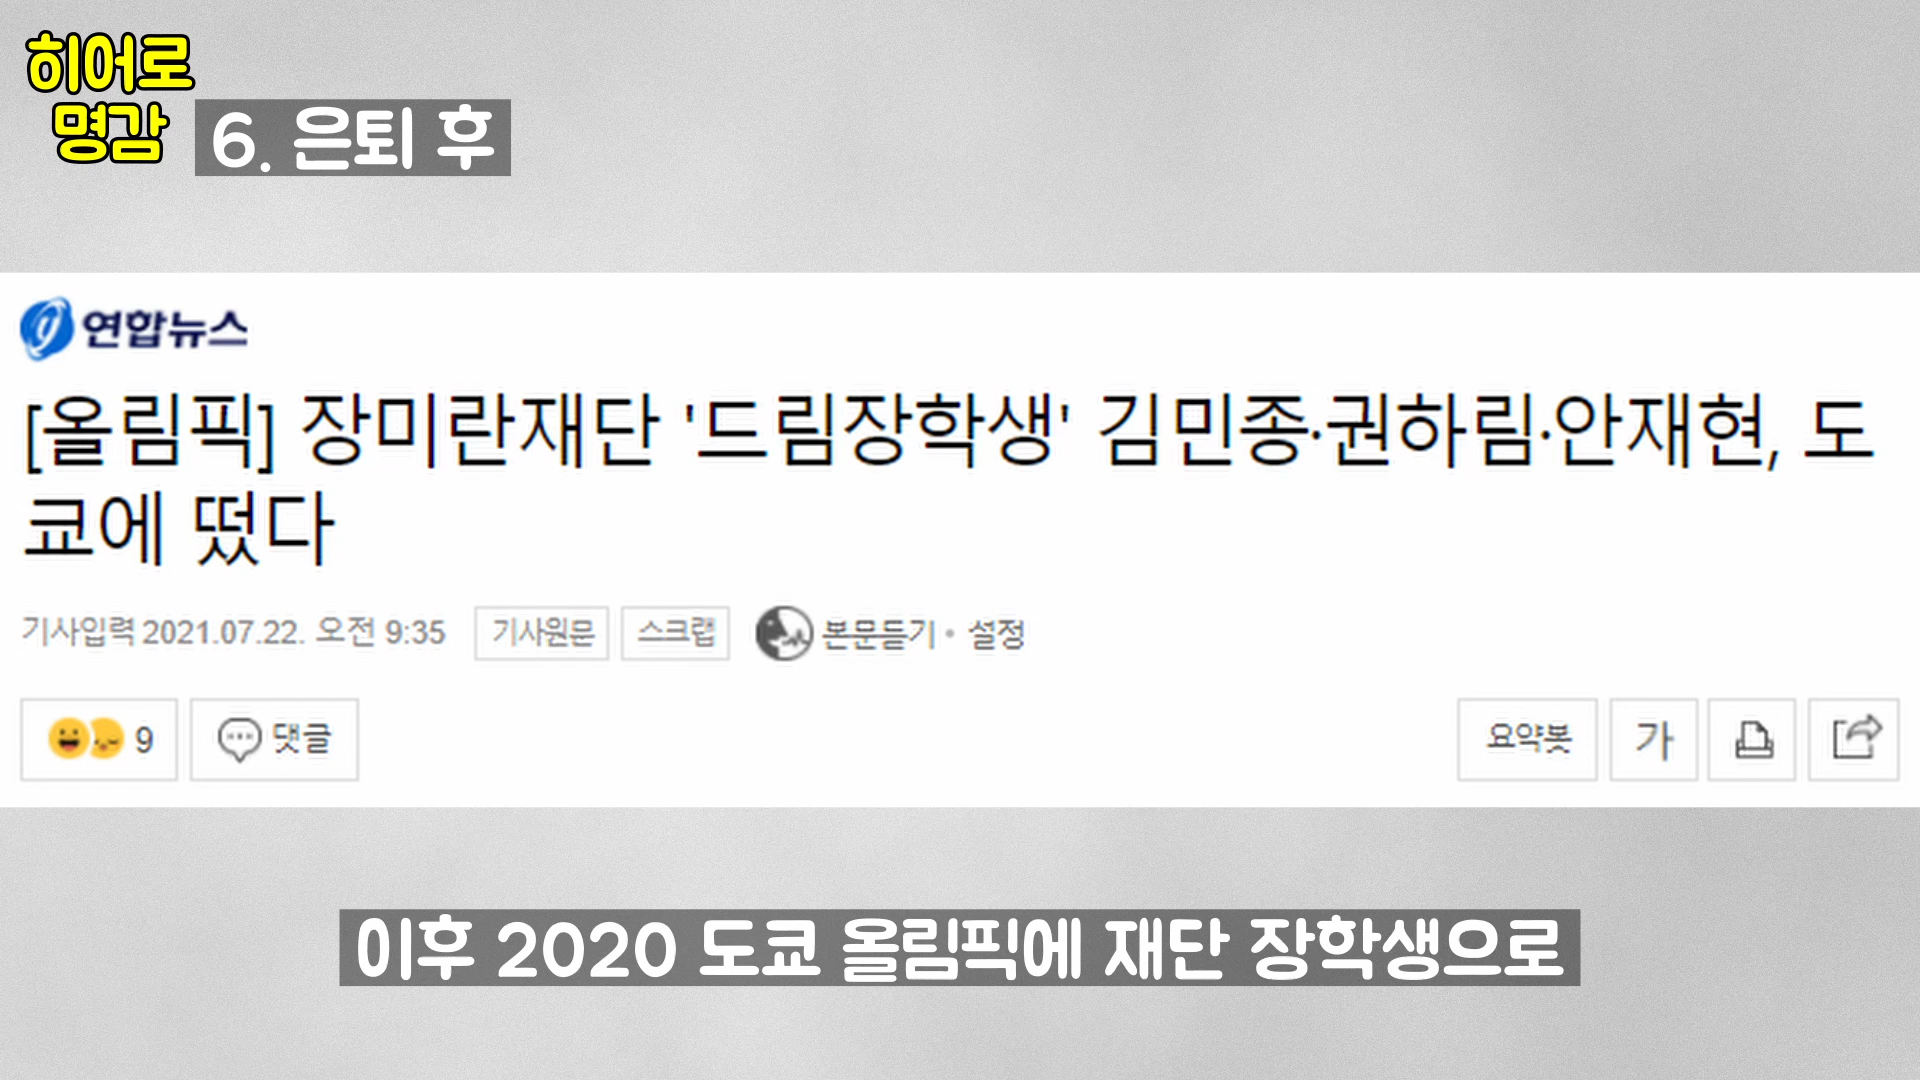 히어로
명감
6. 은퇴 후
연합뉴스
[올림픽] 장미란재단 '드림장학생' 김민종·권하림·안재현, 도
쿄에 떴다
기사입력 2021.07.22. 오전 9:35 기사원문 스크랩 본문듣기 · 설정
9 댓글 요약봇 가
이후 2020 도쿄 올림픽에 재단 장학생으로